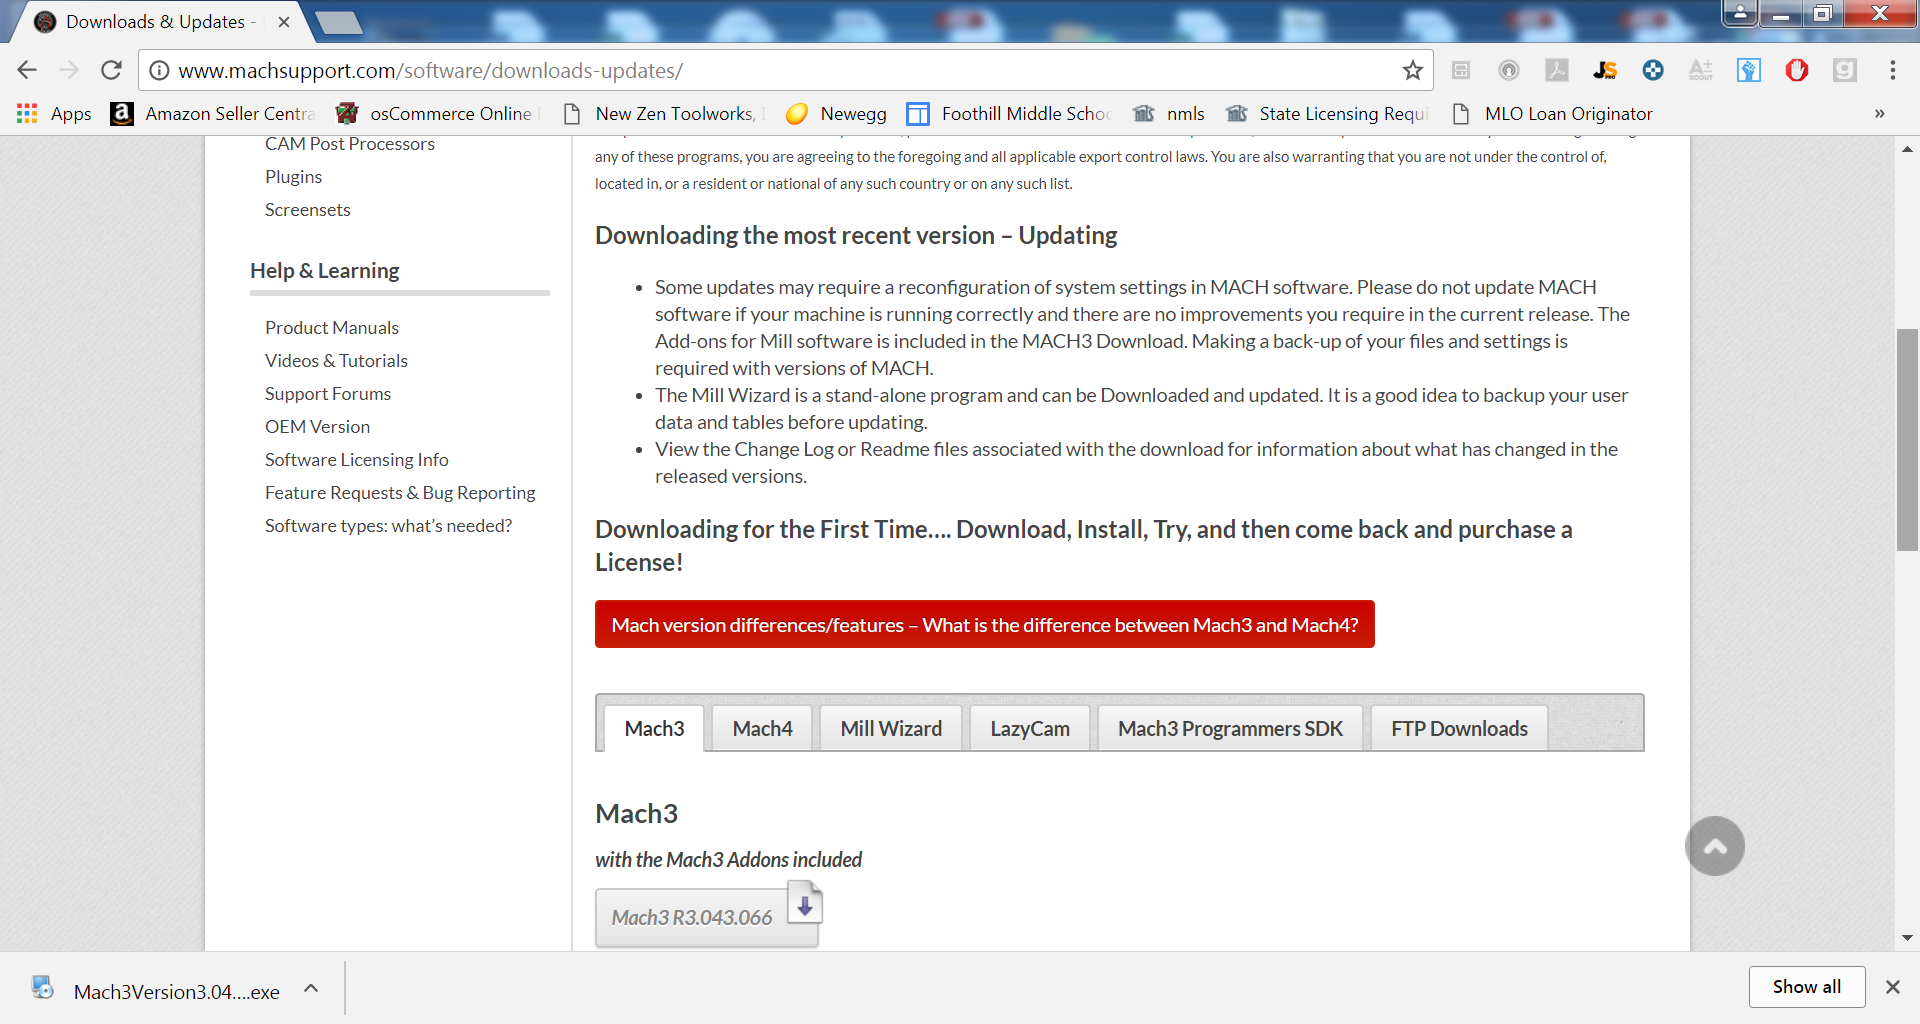 Downloads & Updates -
www.machsupport.com/software/downloads-updates/
Apps
Amazon Seller Centra
osCommerce Online
New Zen Toolworks,
Newegg
Foothill Middle Schoo
nmls
State Licensing Requi
MLO Loan Originator
»
CAM Post Processors
Plugins
Screensets
Help & Learning
Product Manuals
Videos & Tutorials
Support Forums
OEM Version
Software Licensing Info
Feature Requests & Bug Reporting
Software types: what's needed?
any of these programs, you are agreeing to the foregoing and all applicable export control laws. You are also warranting that you are not under the control of,
located in, or a resident or national of any such country or on any such list.
Downloading the most recent version – Updating
• Some updates may require a reconfiguration of system settings in MACH software. Please do not update MACH
software if your machine is running correctly and there are no improvements you require in the current release. The
Add-ons for Mill software is included in the MACH3 Download. Making a back-up of your files and settings is
required with versions of MACH.
• The Mill Wizard is a stand-alone program and can be Downloaded and updated. It is a good idea to backup your user
data and tables before updating.
• View the Change Log or Readme files associated with the download for information about what has changed in the
released versions.
Downloading for the First Time…. Download, Install, Try, and then come back and purchase a
License!
Mach version differences/features – What is the difference between Mach3 and Mach4?
Mach3
Mach4
Mill Wizard
LazyCam
Mach3 Programmers SDK
FTP Downloads
Mach3
with the Mach3 Addons included
Mach3 R3.043.066
Mach3Version3.04....exe
Show all